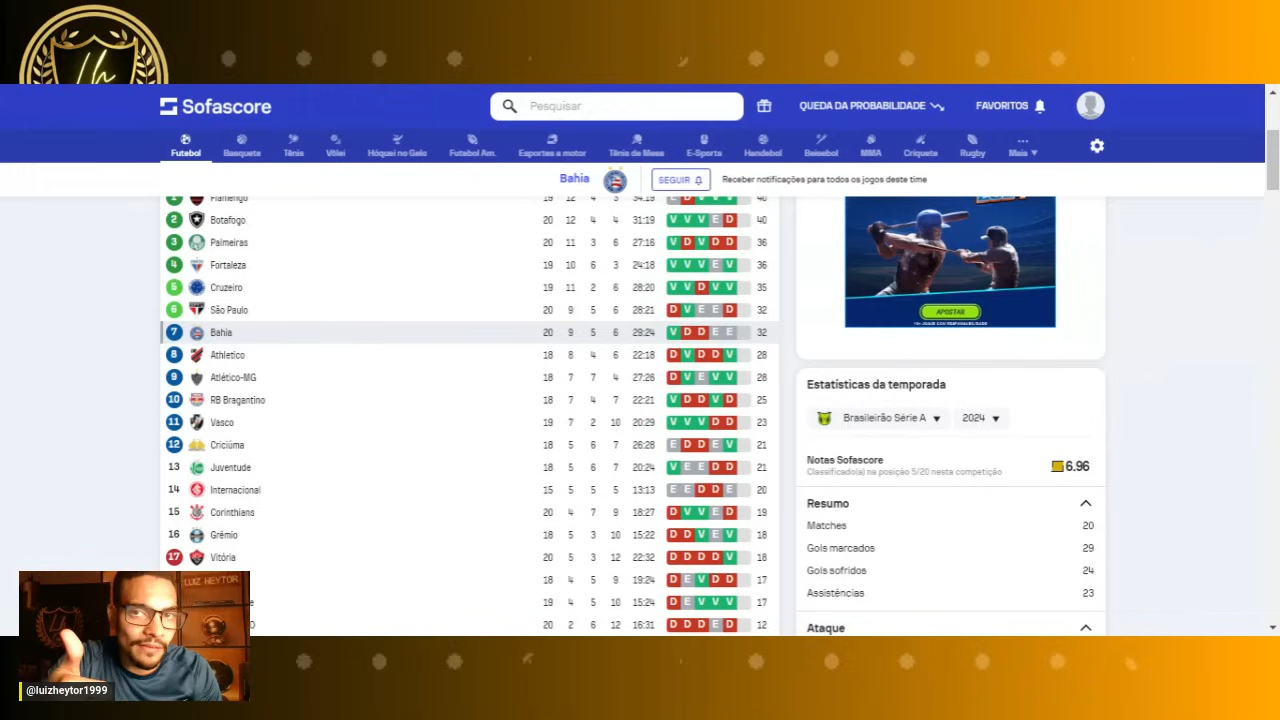 lh
Sofascore
Pesquisar
QUEDA DA PROBABILIDADE
FAVORITOS
Futebol Basquete Tênis Vôlei Hóquei no Gelo Futebol Am. Esportes a motor Tênis de Mesa E-Sports Handebol Beisebol MMA Críquete Rugby Mais
Bahia SEGUIR Receber notificações para todos os jogos deste time
1 Flamengo 19 12 4 3 34:19 E D V V V 40
2 Botafogo 20 12 4 4 31:19 V V V E D 40
3 Palmeiras 20 11 3 6 27:16 V D V D D 36
4 Fortaleza 19 10 6 3 24:18 V V V E V 36
5 Cruzeiro 19 11 2 6 28:20 V V D V V 35
6 São Paulo 20 9 5 6 28:21 D V E E D 32
7 Bahia 20 9 5 6 29:24 V D D E E 32
8 Athletico 18 8 4 6 22:18 D V D D V 28
9 Atlético-MG 18 7 7 4 27:26 D V E V V 28
10 RB Bragantino 18 7 4 7 22:21 V D D V D 25
11 Vasco 19 7 2 10 20:29 V V V D D 23
12 Criciúma 18 5 6 7 26:28 E D D E V 21
13 Juventude 18 5 6 7 20:24 V E E D D 21
14 Internacional 15 5 5 5 13:13 E E D D E 20
15 Corinthians 20 4 7 9 18:27 D V V E D 19
16 Grêmio 18 5 3 10 15:22 D D V E V 18
17 Vitória 20 5 3 12 22:32 D D D D V 18
18 4 5 9 19:24 D E V D D 17
e 19 4 5 10 15:24 D E V V V 17
O 20 2 6 12 16:31 D D D E D 12
APOSTAR
Estatísticas da temporada
Brasileirão Série A 2024
Notas Sofascore 6.96
Classificado(a) na posição 5/20 nesta competição
Resumo
Matches 20
Gols marcados 29
Gols sofridos 24
Assistências 23
Ataque
LUIZ HEYTOR
@luizheytor1999